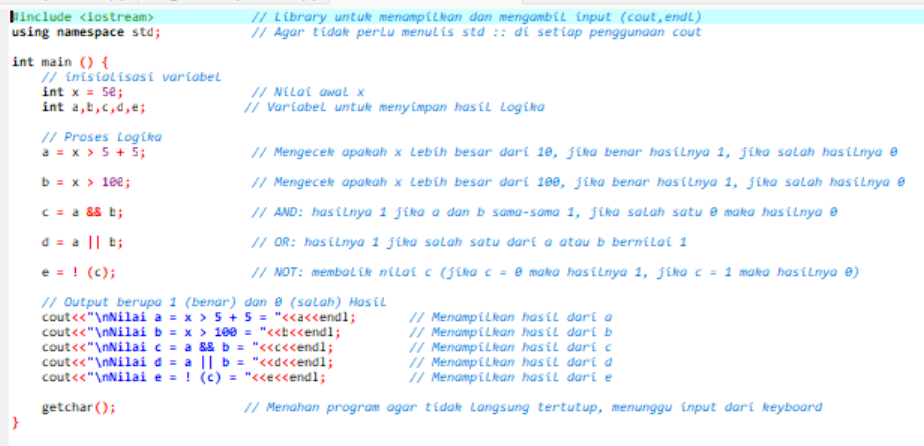 #include <iostream> // Library untuk menampilkan dan mengambil input (cout,endl)
using namespace std; // Agar tidak perlu menulis std :: di setiap penggunaan cout
int main () {
// inisialisasi variabel
int x = 50; // Nilai awal x
int a,b,c,d,e; // Variabel untuk menyimpan hasil logika
// Proses Logika
a = x > 5 + 5; // Mengecek apakah x lebih besar dari 10, jika benar hasilnya 1, jika salah hasilnya 0
b = x > 100; // Mengecek apakah x lebih besar dari 100, jika benar hasilnya 1, jika salah hasilnya 0
c = a && b; // AND: hasilnya 1 jika a dan b sama-sama 1, jika salah satu 0 maka hasilnya 0
d = a || b; // OR: hasilnya 1 jika salah satu dari a atau b bernilai 1
e = ! (c); // NOT: membalik nilai c (jika c = 0 maka hasilnya 1, jika c = 1 maka hasilnya 0)
// Output berupa 1 (benar) dan 0 (salah) Hasil
cout<<"\nNilai a = x > 5 + 5 = "<<a<<endl; // Menampilkan hasil dari a
cout<<"\nNilai b = x > 100 = "<<b<<endl; // Menampilkan hasil dari b
cout<<"\nNilai c = a && b = "<<c<<endl; // Menampilkan hasil dari c
cout<<"\nNilai d = a || b = "<<d<<endl; // Menampilkan hasil dari d
cout<<"\nNilai e = ! (c) = "<<e<<endl; // Menampilkan hasil dari e
getchar(); // Menahan program agar tidak langsung tertutup, menunggu input dari keyboard
}